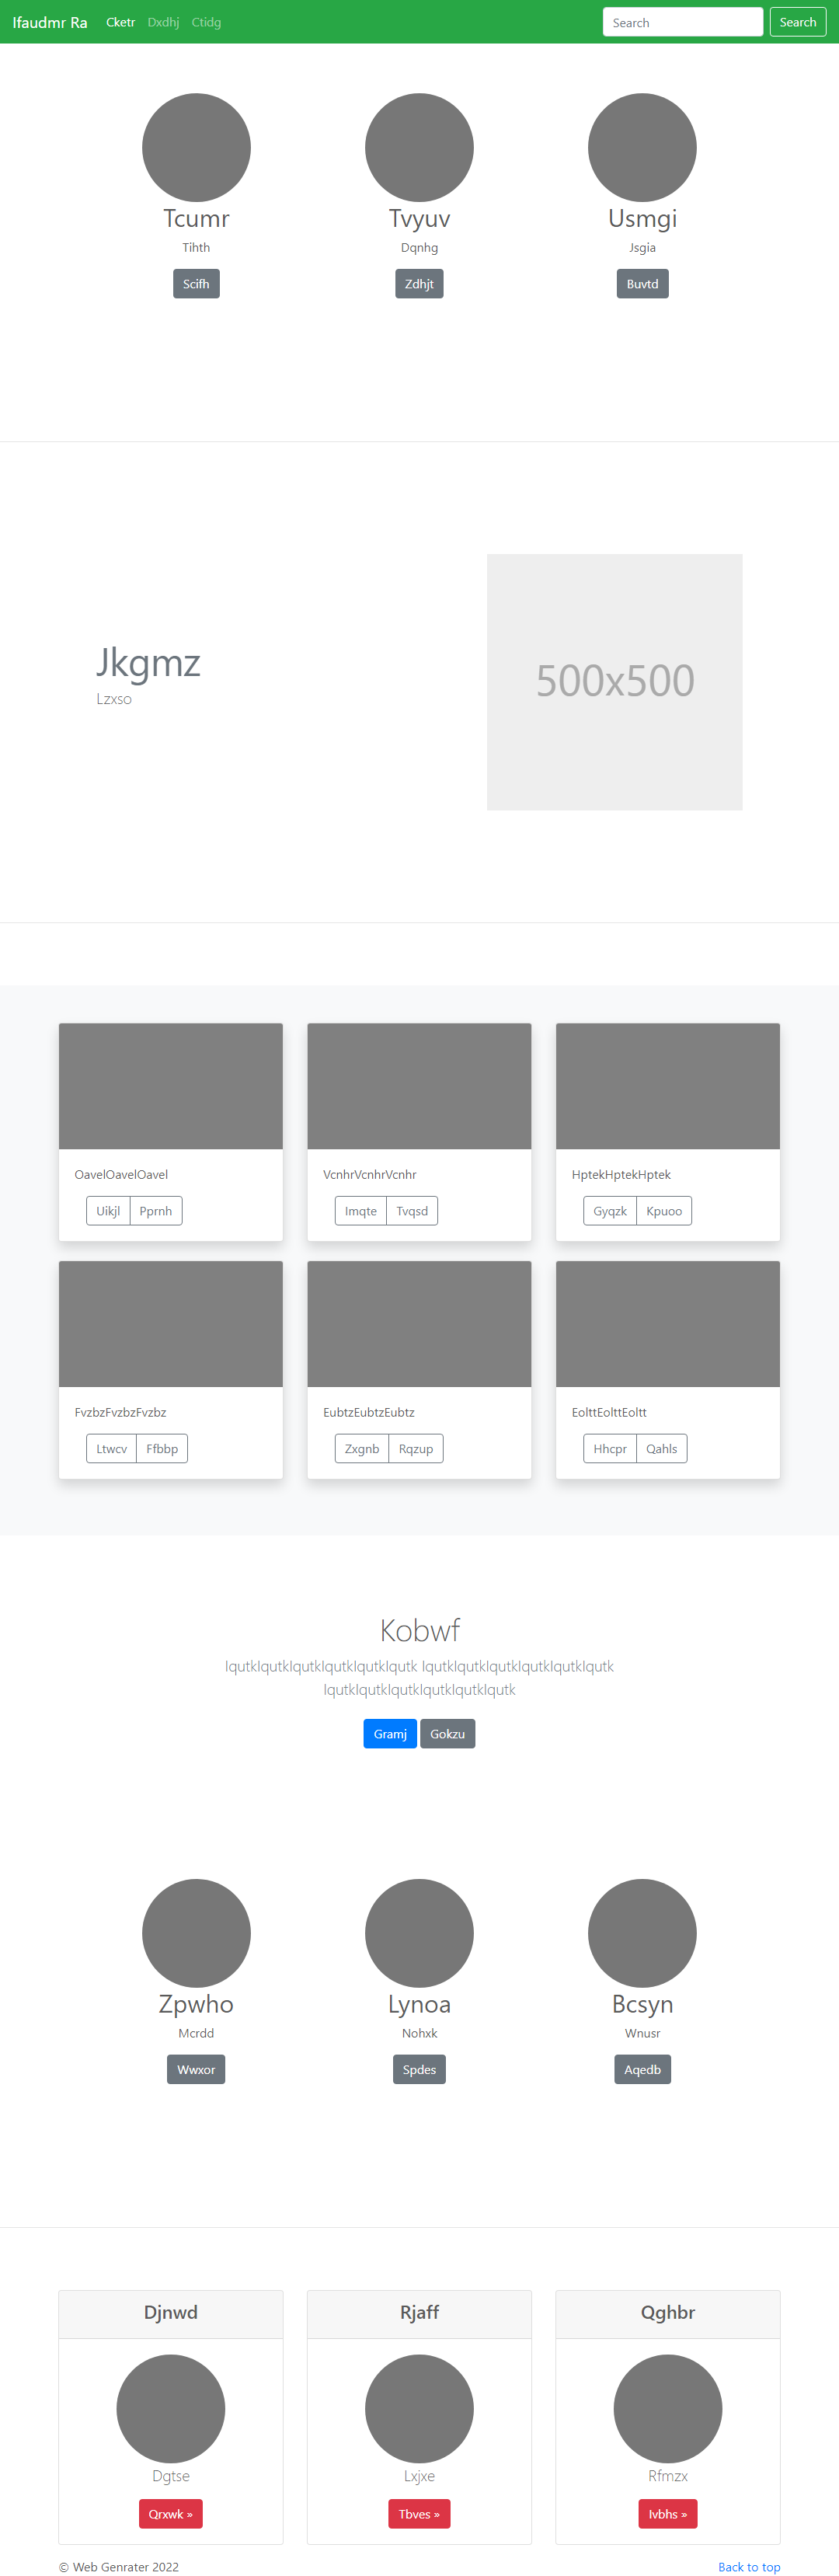 Ifaudmr Ra Cketr Dxdhj Ctidg Search Search
Tcumr Tvyuv Usmgi
Tihth Dqnhg Jsgia
Scifh Zdhjt Buvtd
Jkgmz
Lzxso
500x500
OavelOavelOavel VcnhrVcnhrVcnhr HptekHptekHptek
Uikjl Pprnh Imqte Tvqsd Gyqzk Kpuoo
FvzbzFvzbzFvzbz EubtzEubtzEubtz EolttEolttEoltt
Ltwcv Ffbbp Zxgnb Rqzup Hhcpr Qahls
Kobwf
lqutklqutklqutklqutklqutklqutk lqutklqutklqutklqutklqutklqutk
lqutklqutklqutklqutklqutklqutk
Gramj Gokzu
Zpwho Lynoa Bcsyn
Mcrdd Nohxk Wnusr
Wwxor Spdes Aqedb
Djnwd Rjaff Qghbr
Dgtse Lxjxe Rfmzx
Qrxwk » Tbves » Ivbhs »
© Web Genrater 2022 Back to top